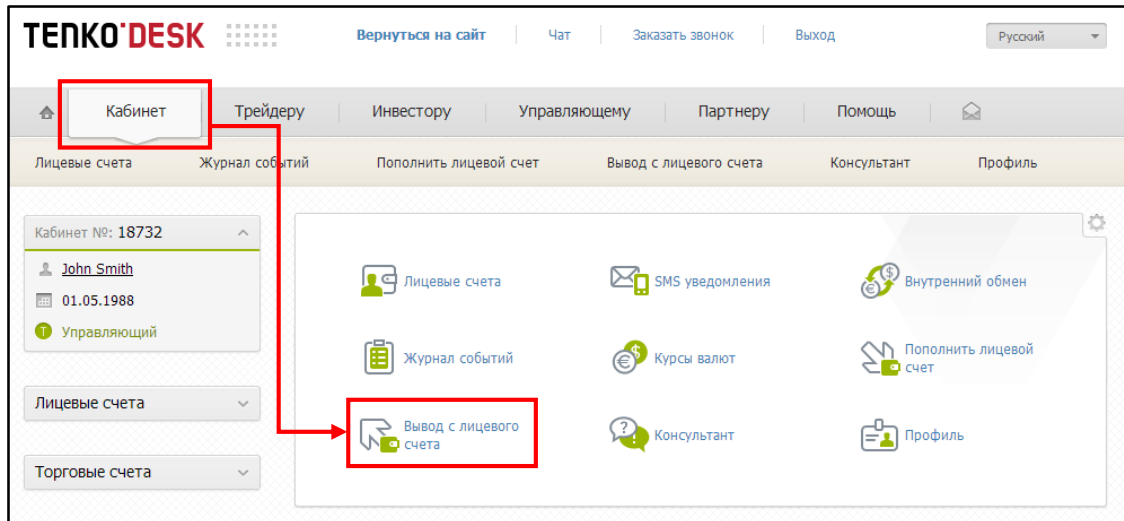 TENKO DESK
Вернуться на сайт
Чат
Заказать звонок
Выход
Русский
Кабинет
Трейдеру
Инвестору
Управляющему
Партнеру
Помощь
Лицевые счета
Журнал событий
Пополнить лицевой счет
Вывод с лицевого счета
Консультант
Профиль
Кабинет №: 18732
John Smith
01.05.1988
T Управляющий
Лицевые счета
Торговые счета
Лицевые счета
SMS уведомления
Внутренний обмен
Журнал событий
Курсы валют
Пополнить лицевой
счет
Вывод с лицевого
счета
Консультант
Профиль